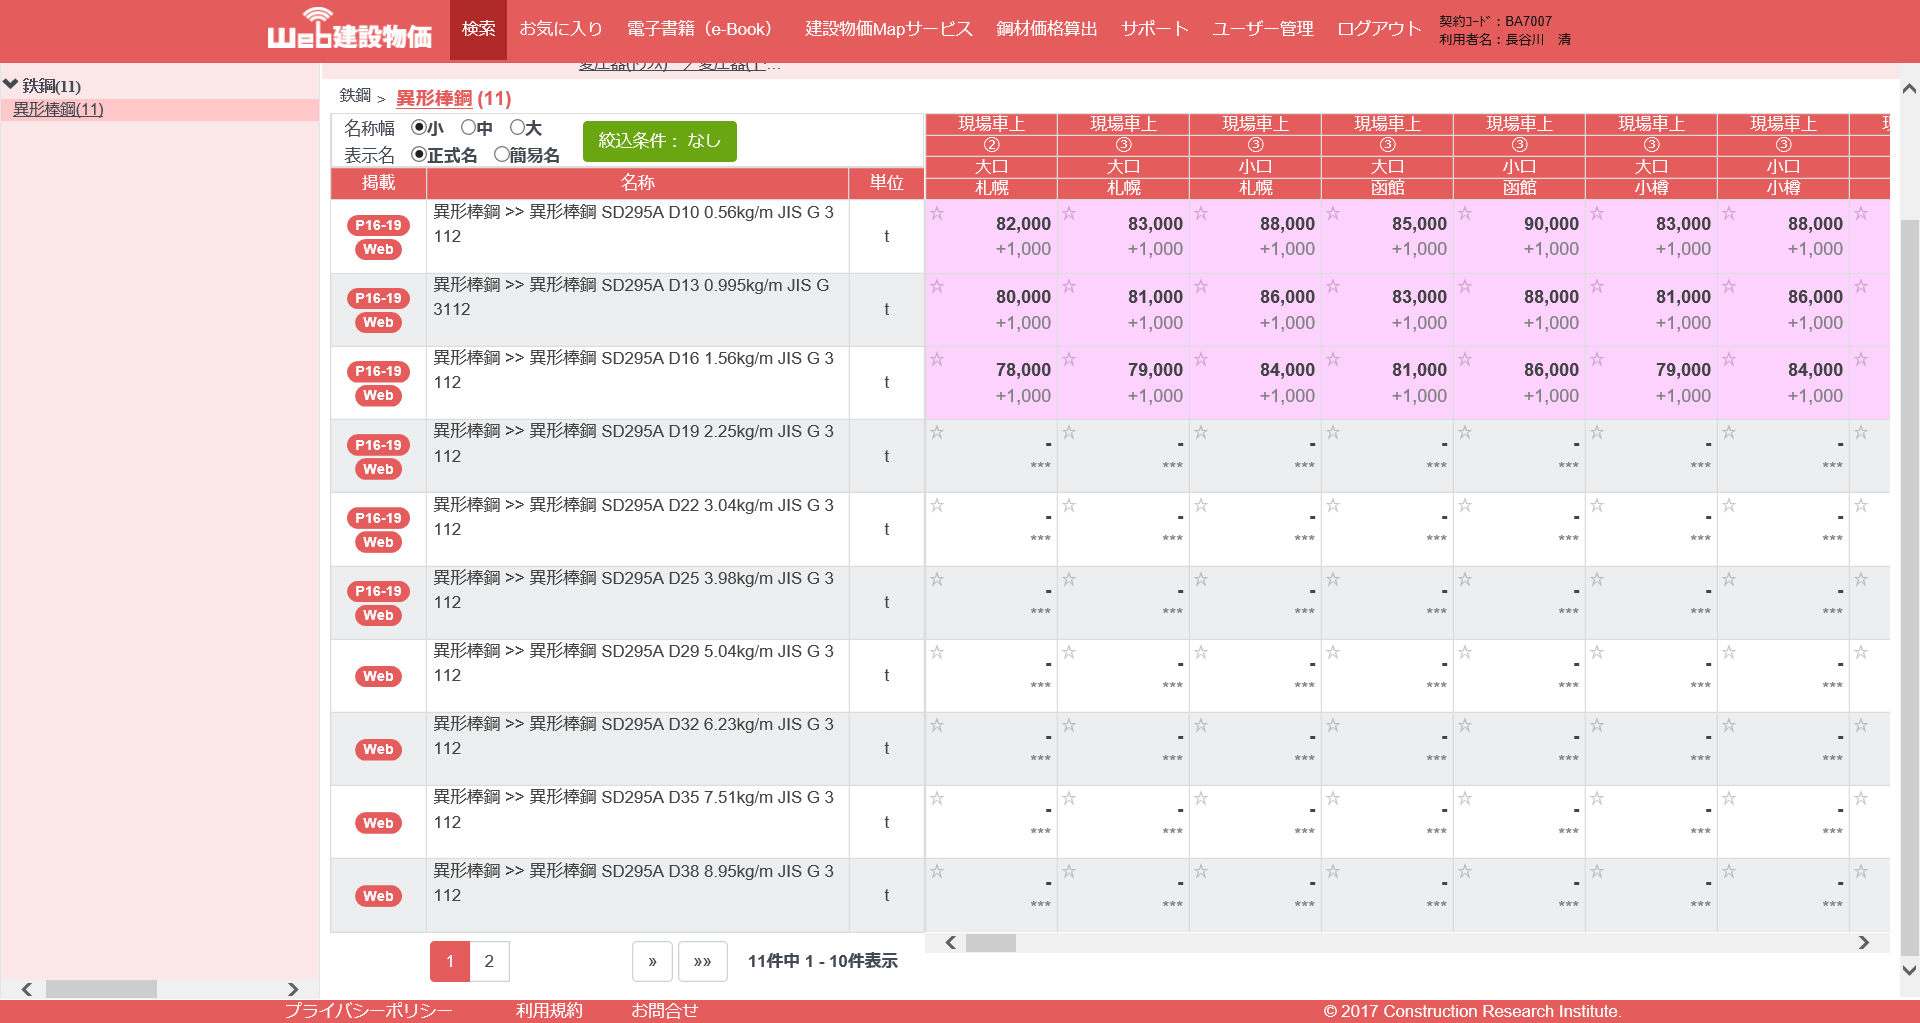 Web建設物価
検索 お気に入り 電子書籍（e-Book） 建設物価Mapサービス 鋼材価格算出 サポート ユーザー管理 ログアウト
契約ｺｰﾄﾞ：BA7007
利用者名：長谷川　清
鉄鋼(11)
異形棒鋼(11)
鉄鋼 > 異形棒鋼 (11)
名称幅 小 中 大
表示名 正式名 簡易名
絞込条件： なし
掲載 名称 単位
現場車上 現場車上 現場車上 現場車上 現場車上 現場車上 現場車上
② ③ ③ ③ ③ ③ ③
大口 大口 小口 大口 小口 大口 小口
札幌 札幌 札幌 函館 函館 小樽 小樽
P16-19 Web 異形棒鋼 >> 異形棒鋼 SD295A D10 0.56kg/m JIS G 3
112 t
☆ 82,000 ☆ 83,000 ☆ 88,000 ☆ 85,000 ☆ 90,000 ☆ 83,000 ☆ 88,000 ☆
+1,000 +1,000 +1,000 +1,000 +1,000 +1,000 +1,000
P16-19 Web 異形棒鋼 >> 異形棒鋼 SD295A D13 0.995kg/m JIS G
3112 t
☆ 80,000 ☆ 81,000 ☆ 86,000 ☆ 83,000 ☆ 88,000 ☆ 81,000 ☆ 86,000 ☆
+1,000 +1,000 +1,000 +1,000 +1,000 +1,000 +1,000
P16-19 Web 異形棒鋼 >> 異形棒鋼 SD295A D16 1.56kg/m JIS G 3
112 t
☆ 78,000 ☆ 79,000 ☆ 84,000 ☆ 81,000 ☆ 86,000 ☆ 79,000 ☆ 84,000 ☆
+1,000 +1,000 +1,000 +1,000 +1,000 +1,000 +1,000
P16-19 Web 異形棒鋼 >> 異形棒鋼 SD295A D19 2.25kg/m JIS G 3
112 t
☆ - ☆ - ☆ - ☆ - ☆ - ☆ - ☆ - ☆
*** *** *** *** *** *** ***
P16-19 Web 異形棒鋼 >> 異形棒鋼 SD295A D22 3.04kg/m JIS G 3
112 t
☆ - ☆ - ☆ - ☆ - ☆ - ☆ - ☆ - ☆
*** *** *** *** *** *** ***
P16-19 Web 異形棒鋼 >> 異形棒鋼 SD295A D25 3.98kg/m JIS G 3
112 t
☆ - ☆ - ☆ - ☆ - ☆ - ☆ - ☆ - ☆
*** *** *** *** *** *** ***
Web 異形棒鋼 >> 異形棒鋼 SD295A D29 5.04kg/m JIS G 3
112 t
☆ - ☆ - ☆ - ☆ - ☆ - ☆ - ☆ - ☆
*** *** *** *** *** *** ***
Web 異形棒鋼 >> 異形棒鋼 SD295A D32 6.23kg/m JIS G 3
112 t
☆ - ☆ - ☆ - ☆ - ☆ - ☆ - ☆ - ☆
*** *** *** *** *** *** ***
Web 異形棒鋼 >> 異形棒鋼 SD295A D35 7.51kg/m JIS G 3
112 t
☆ - ☆ - ☆ - ☆ - ☆ - ☆ - ☆ - ☆
*** *** *** *** *** *** ***
Web 異形棒鋼 >> 異形棒鋼 SD295A D38 8.95kg/m JIS G 3
112 t
☆ - ☆ - ☆ - ☆ - ☆ - ☆ - ☆ - ☆
*** *** *** *** *** *** ***
1 2 » »» 11件中 1 - 10件表示
プライバシーポリシー 利用規約 お問合せ © 2017 Construction Research Institute.